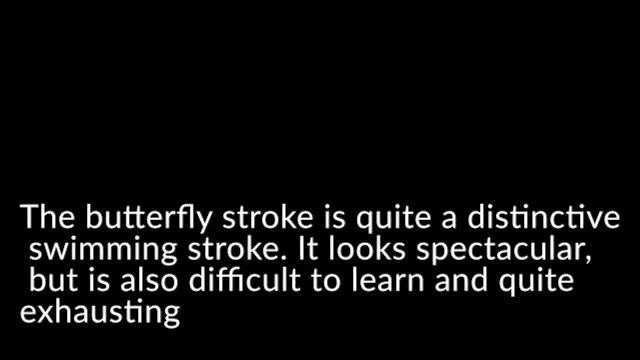 The butterfly stroke is quite a distinctive
swimming stroke. It looks spectacular,
but is also difficult to learn and quite
exhausting